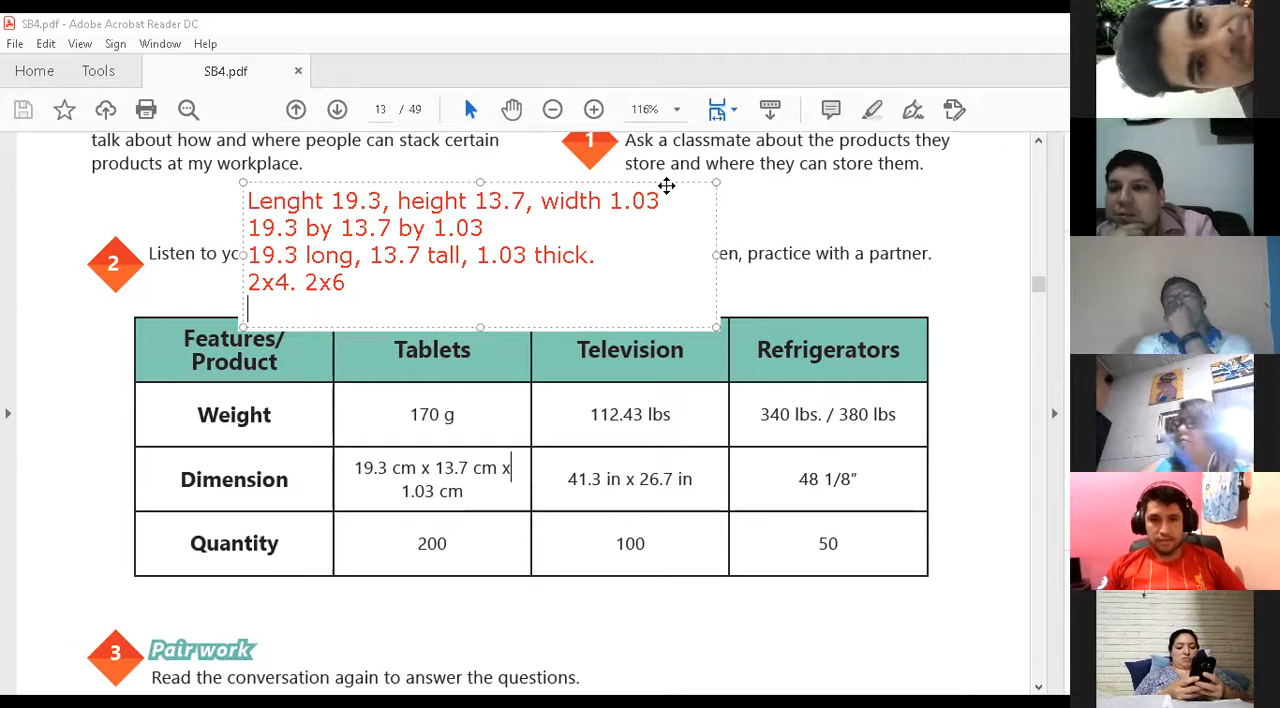 SB4.pdf - Adobe Acrobat Reader DC
File Edit View Sign Window Help
Home Tools SB4.pdf ×
13 / 49 116%
talk about how and where people can stack certain
products at my workplace.
1 Ask a classmate about the products they
store and where they can store them.
Lenght 19.3, height 13.7, width 1.03
19.3 by 13.7 by 1.03
19.3 long, 13.7 tall, 1.03 thick.
2x4. 2x6
2 Listen to yo en, practice with a partner.
Features/
Product Tablets Television Refrigerators
Weight 170 g 112.43 lbs 340 lbs. / 380 lbs
Dimension 19.3 cm x 13.7 cm x
1.03 cm 41.3 in x 26.7 in 48 1/8”
Quantity 200 100 50
3 Pair work
Read the conversation again to answer the questions.